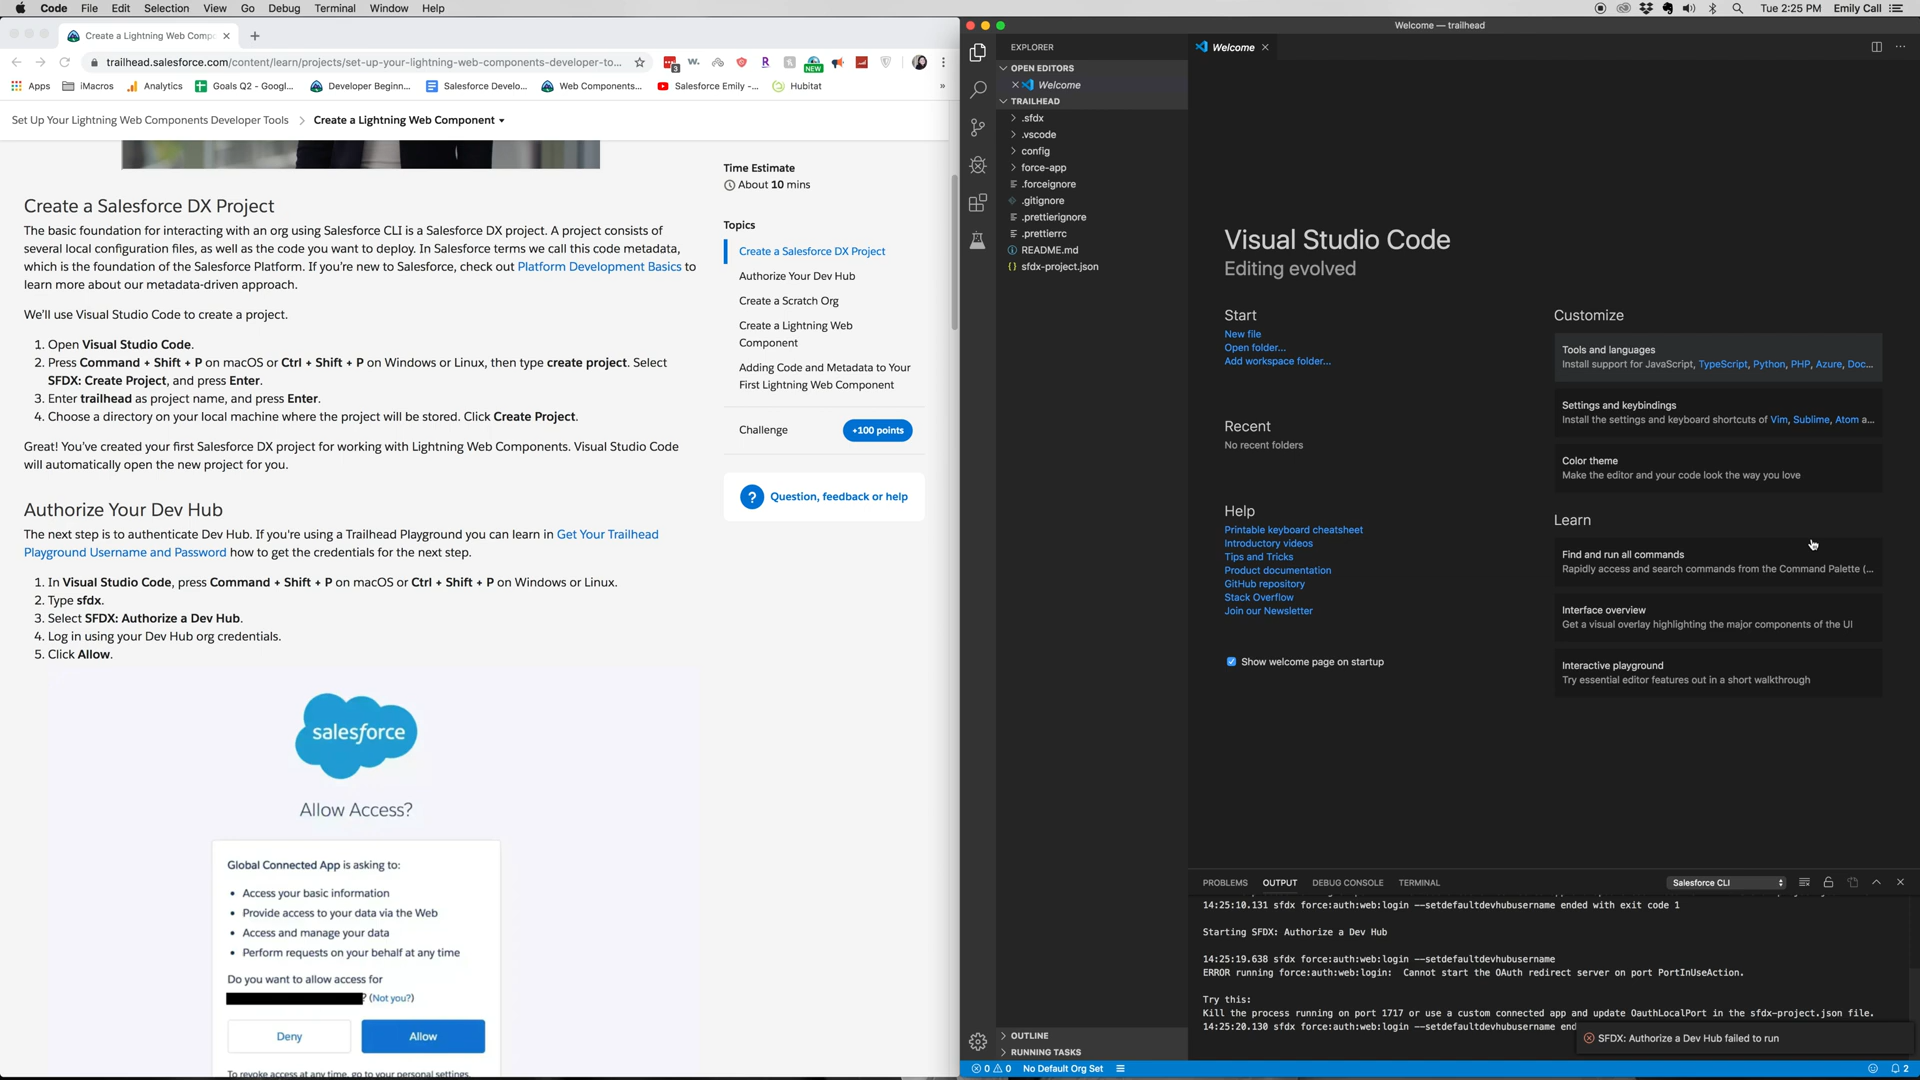 Code File Edit Selection View Go Debug Terminal Window Help
Tue 2:25 PM Emily Call
Create a Lightning Web Compo
trailhead.salesforce.com/content/learn/projects/set-up-your-lightning-web-components-developer-to...
3
W.
R
NEW
Apps
iMacros
Analytics
Goals Q2 - Googl...
Developer Beginn...
Salesforce Develo...
Web Components...
Salesforce Emily -...
Hubitat
»
Set Up Your Lightning Web Components Developer Tools
Create a Lightning Web Component
Create a Salesforce DX Project
The basic foundation for interacting with an org using Salesforce CLI is a Salesforce DX project. A project consists of
several local configuration files, as well as the code you want to deploy. In Salesforce terms we call this code metadata,
which is the foundation of the Salesforce Platform. If you're new to Salesforce, check out Platform Development Basics to
learn more about our metadata-driven approach.
We'll use Visual Studio Code to create a project.
1. Open Visual Studio Code.
2. Press Command + Shift + P on macOS or Ctrl + Shift + P on Windows or Linux, then type create project. Select
SFDX: Create Project, and press Enter.
3. Enter trailhead as project name, and press Enter.
4. Choose a directory on your local machine where the project will be stored. Click Create Project.
Great! You've created your first Salesforce DX project for working with Lightning Web Components. Visual Studio Code
will automatically open the new project for you.
Authorize Your Dev Hub
The next step is to authenticate Dev Hub. If you're using a Trailhead Playground you can learn in Get Your Trailhead
Playground Username and Password how to get the credentials for the next step.
1. In Visual Studio Code, press Command + Shift + P on macOS or Ctrl + Shift + P on Windows or Linux.
2. Type sfdx.
3. Select SFDX: Authorize a Dev Hub.
4. Log in using your Dev Hub org credentials.
5. Click Allow.
salesforce
Allow Access?
Global Connected App is asking to:
• Access your basic information
• Provide access to your data via the Web
• Access and manage your data
• Perform requests on your behalf at any time
Do you want to allow access for
? (Not you?)
Deny
Allow
To revoke access at any time, go to your personal settings.
Time Estimate
About 10 mins
Topics
Create a Salesforce DX Project
Authorize Your Dev Hub
Create a Scratch Org
Create a Lightning Web
Component
Adding Code and Metadata to Your
First Lightning Web Component
Challenge
+100 points
? Question, feedback or help
Welcome — trailhead
EXPLORER
OPEN EDITORS
Welcome
TRAILHEAD
.sfdx
.vscode
config
force-app
.forceignore
.gitignore
.prettierignore
.prettierrc
README.md
{} sfdx-project.json
OUTLINE
RUNNING TASKS
Welcome
Visual Studio Code
Editing evolved
Start
New file
Open folder...
Add workspace folder...
Recent
No recent folders
Help
Printable keyboard cheatsheet
Introductory videos
Tips and Tricks
Product documentation
GitHub repository
Stack Overflow
Join our Newsletter
Show welcome page on startup
Customize
Tools and languages
Install support for JavaScript, TypeScript, Python, PHP, Azure, Doc...
Settings and keybindings
Install the settings and keyboard shortcuts of Vim, Sublime, Atom a...
Color theme
Make the editor and your code look the way you love
Learn
Find and run all commands
Rapidly access and search commands from the Command Palette (...
Interface overview
Get a visual overlay highlighting the major components of the UI
Interactive playground
Try essential editor features out in a short walkthrough
PROBLEMS OUTPUT DEBUG CONSOLE TERMINAL
Salesforce CLI
14:25:10.131 sfdx force:auth:web:login --setdefaultdevhubusername ended with exit code 1
Starting SFDX: Authorize a Dev Hub
14:25:19.638 sfdx force:auth:web:login --setdefaultdevhubusername
ERROR running force:auth:web:login: Cannot start the OAuth redirect server on port PortInUseAction.
Try this:
Kill the process running on port 1717 or use a custom connected app and update OauthLocalPort in the sfdx-project.json file.
14:25:20.130 sfdx force:auth:web:login --setdefaultdevhubusername end
SFDX: Authorize a Dev Hub failed to run
0 0 No Default Org Set
2